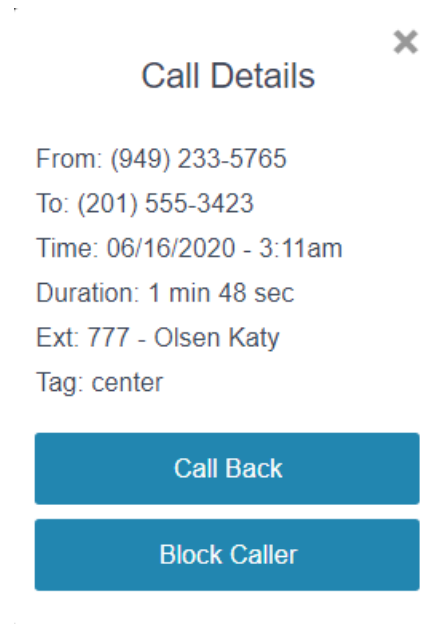 Call Details
From: (949) 233-5765
To: (201) 555-3423
Time: 06/16/2020 - 3:11am
Duration: 1 min 48 sec
Ext: 777 - Olsen Katy
Tag: center
Call Back
Block Caller